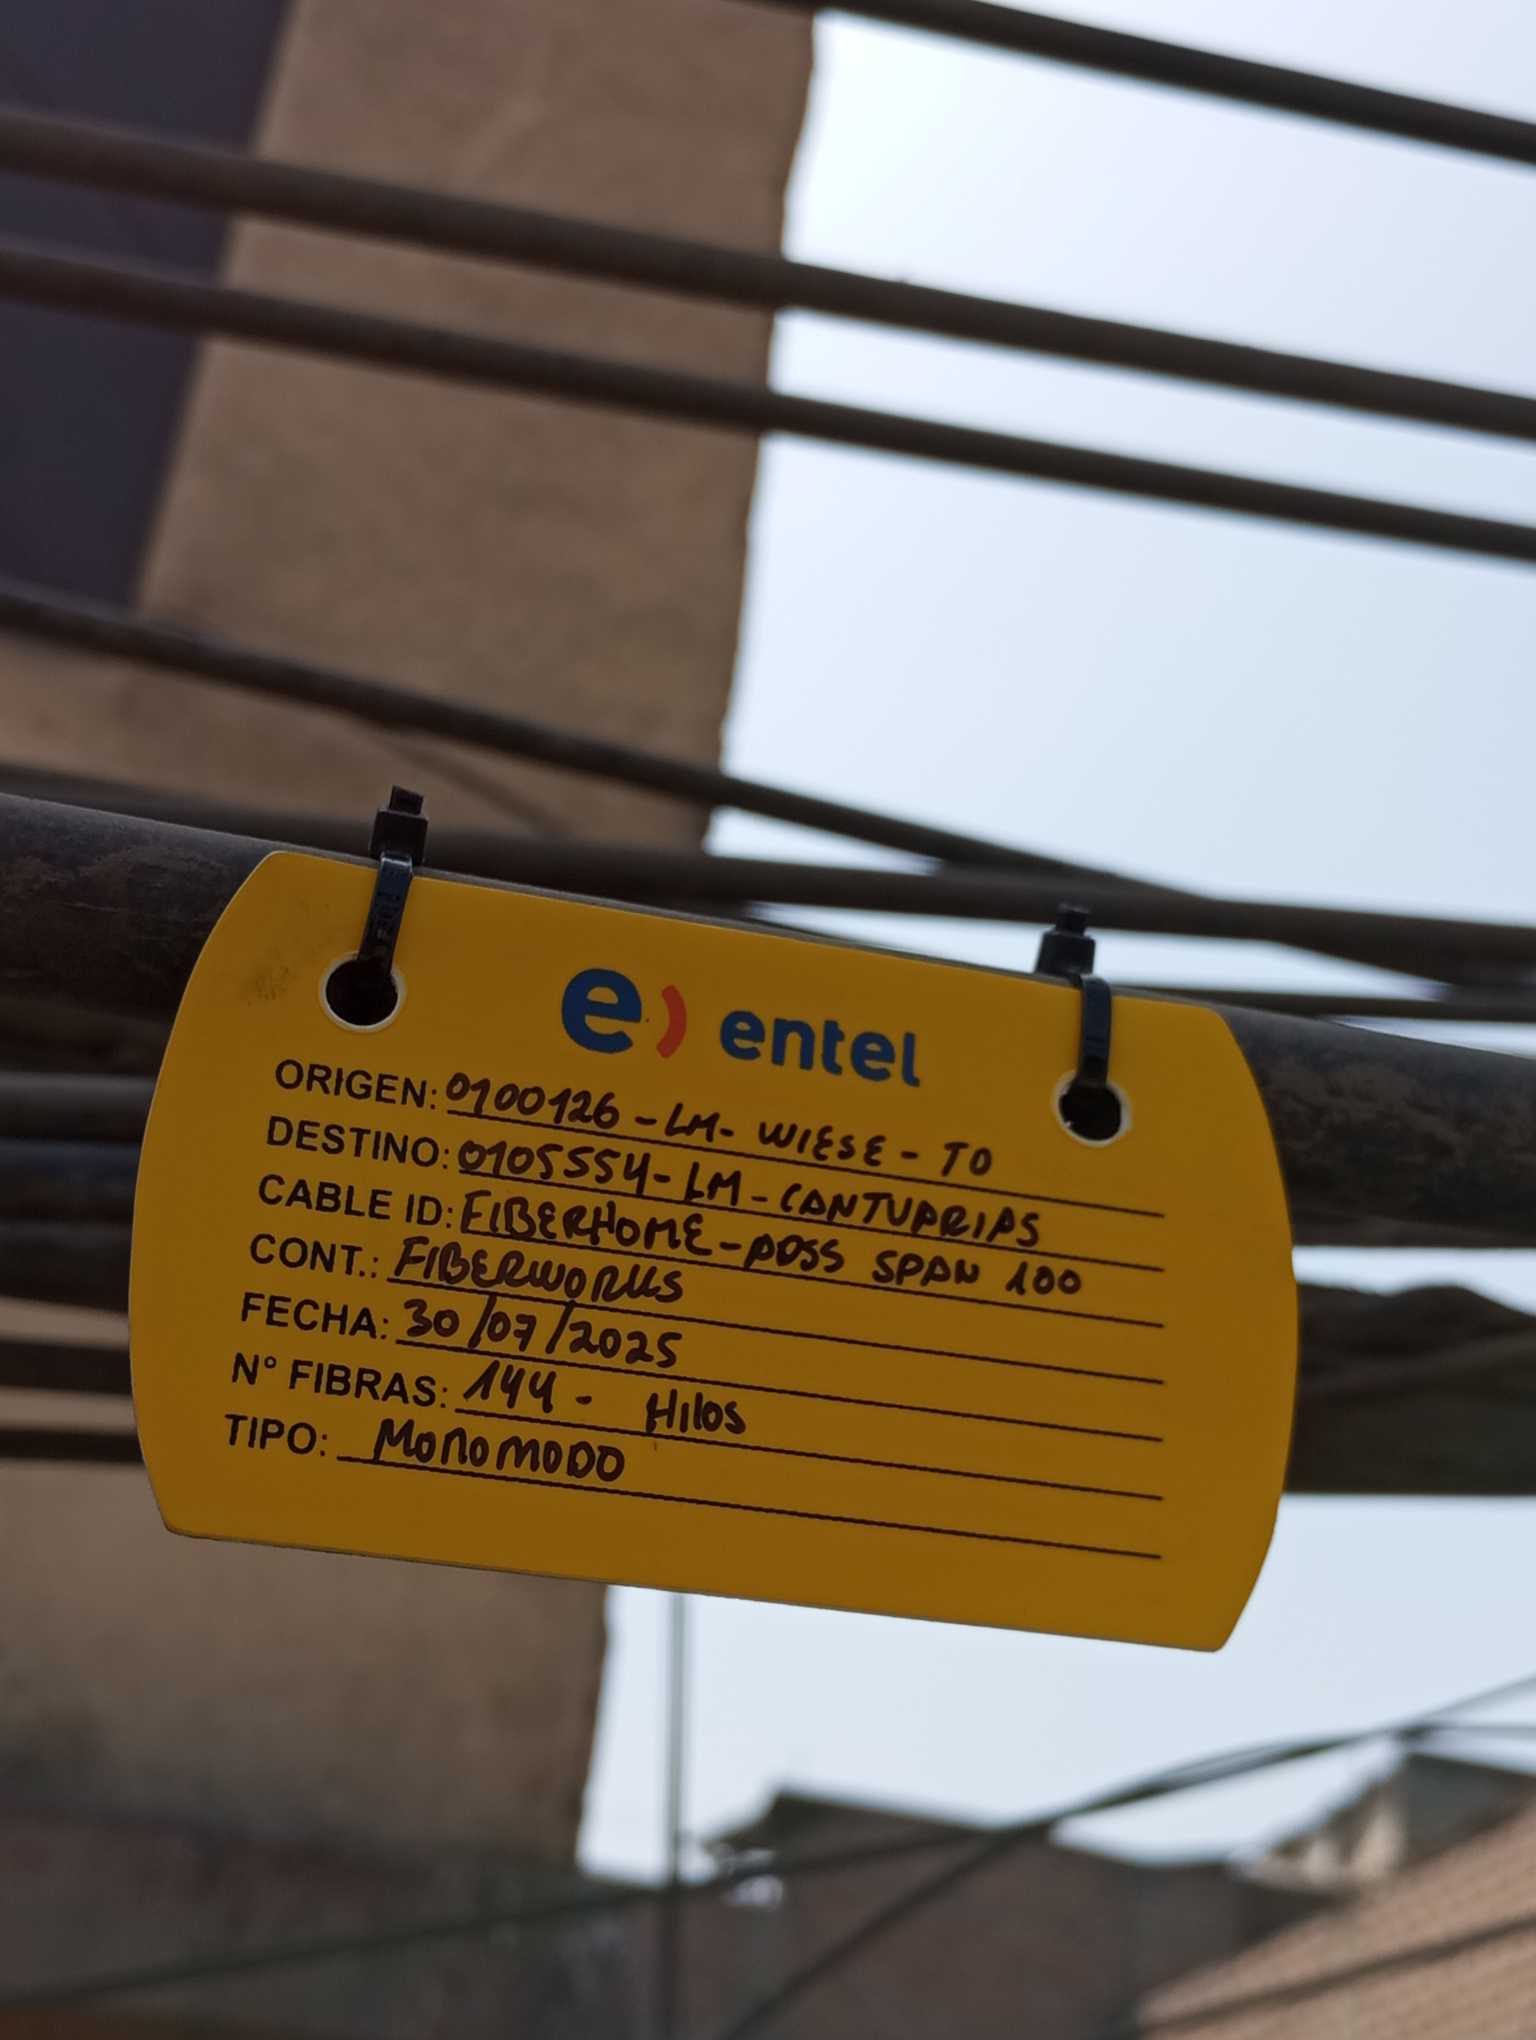 e) entel
ORIGEN: 0100126 - LM - WIESE - TO
DESTINO: 0105554 - LM - CANTUARIAS
CABLE ID: FIBERHOME - ADSS SPAN 100
CONT.: FIBERWORKS
FECHA: 30/07/2025
N° FIBRAS: 144 - Hilos
TIPO: MONOMODO